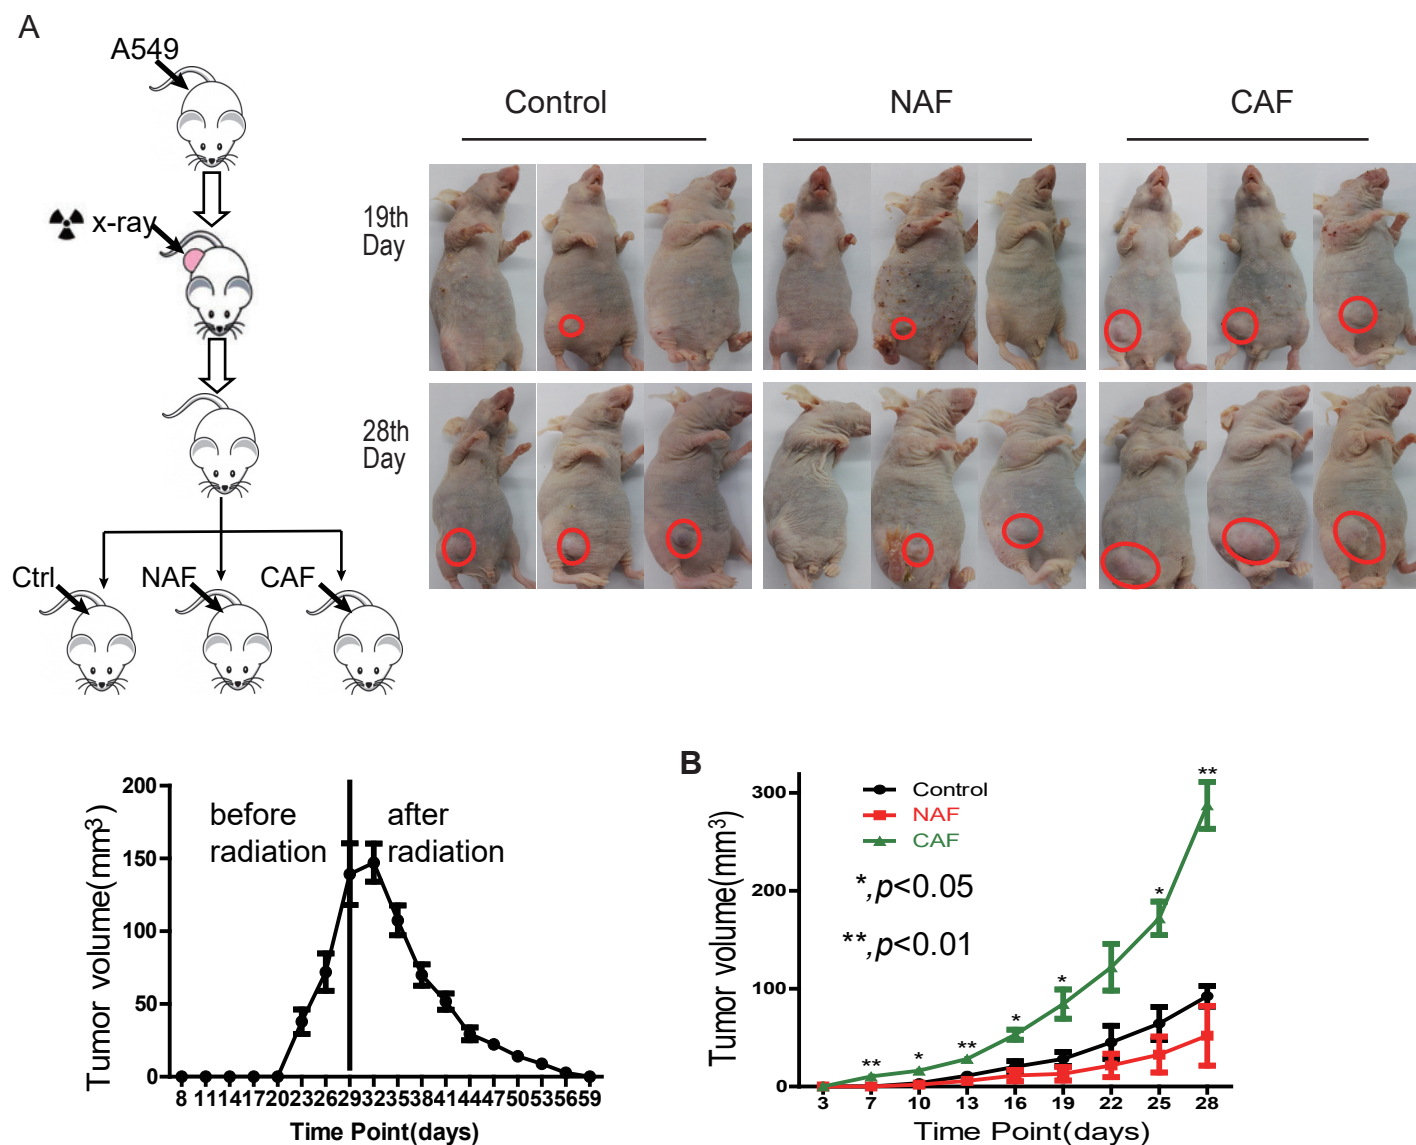 A
A549
x-ray
Ctrl
NAF
CAF
Control
NAF
CAF
19th
Day
28th
Day
Tumor volume(mm³)
200
150
100
50
0
before
radiation
after
radiation
8 11 14 17 20 23 26 29 32 35 38 41 44 47 50 53 56 59
Time Point(days)
B
Tumor volume(mm³)
300
200
100
0
Control
NAF
CAF
*,p<0.05
**,p<0.01
** * ** * * * **
3 7 10 13 16 19 22 25 28
Time Point(days)